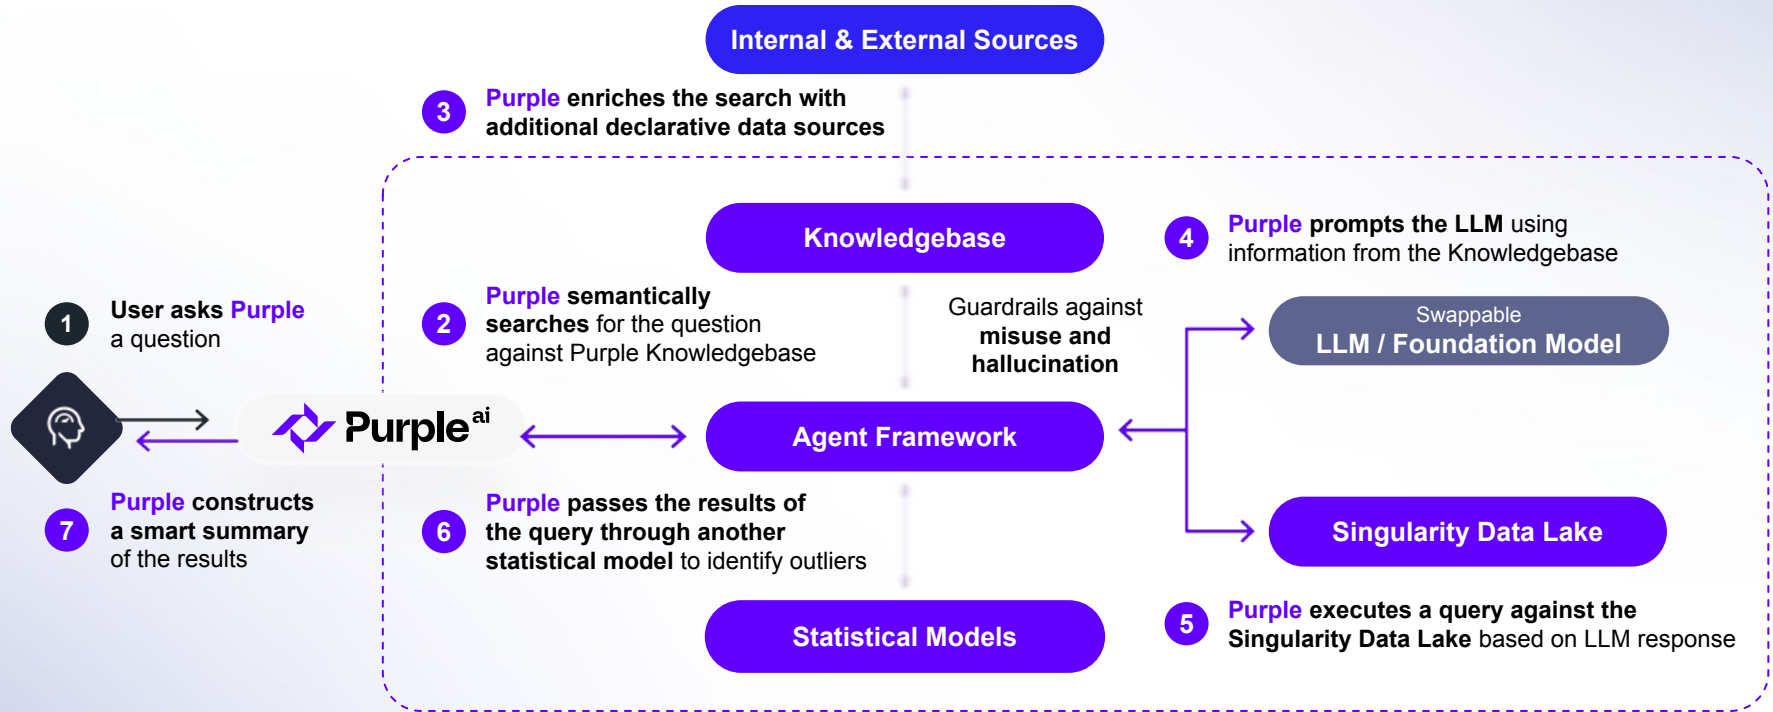 Internal & External Sources
3
Purple enriches the search with
additional declarative data sources
Knowledgebase
4
Purple prompts the LLM using
information from the Knowledgebase
1
User asks Purple
a question
2
Purple semantically
searches for the question
against Purple Knowledgebase
Guardrails against
misuse and
hallucination
Swappable
LLM / Foundation Model
Purple ai
Agent Framework
7
Purple constructs
a smart summary
of the results
6
Purple passes the results of
the query through another
statistical model to identify outliers
Singularity Data Lake
Statistical Models
5
Purple executes a query against the
Singularity Data Lake based on LLM response